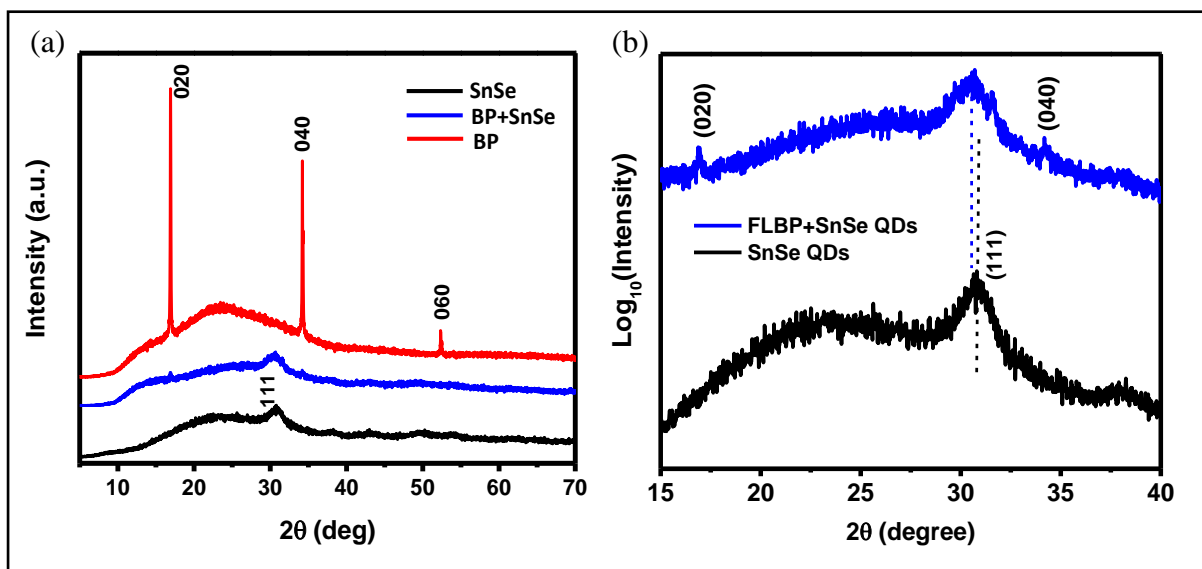 (a)
020
040
060
111
SnSe
BP+SnSe
BP
Intensity (a.u.)
10 20 30 40 50 60 70
2θ (deg)
(b)
(020)
(040)
(111)
FLBP+SnSe QDs
SnSe QDs
Log10(Intensity)
15 20 25 30 35 40
2θ (degree)